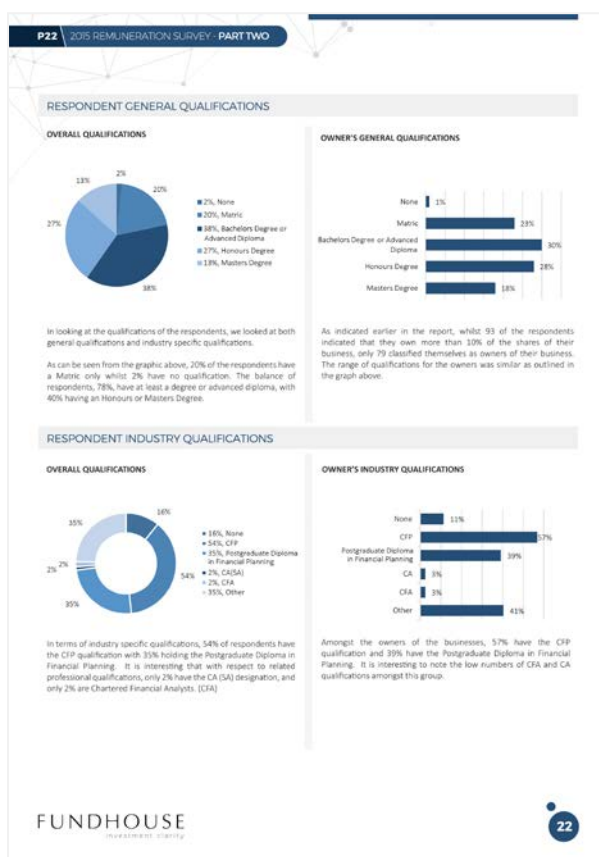 P22 2015 REMUNERATION SURVEY - PART TWO
RESPONDENT GENERAL QUALIFICATIONS
OVERALL QUALIFICATIONS
2%
20%
38%
27%
13%
2%, None
20%, Matric
38%, Bachelors Degree or
Advanced Diploma
27%, Honours Degree
13%, Masters Degree
In looking at the qualifications of the respondents, we looked at both
general qualifications and industry specific qualifications.
As can be seen from the graphic above, 20% of the respondents have
a Matric only whilst 2% have no qualification. The balance of
respondents, 78%, have at least a degree or advanced diploma, with
40% having an Honours or Masters Degree.
OWNER'S GENERAL QUALIFICATIONS
None 1%
Matric 23%
Bachelors Degree or Advanced
Diploma 30%
Honours Degree 28%
Masters Degree 18%
As indicated earlier in the report, whilst 93 of the respondents
indicated that they own more than 10% of the shares of their
business, only 79 classified themselves as owners of their business.
The range of qualifications for the owners was similar as outlined in
the graph above.
RESPONDENT INDUSTRY QUALIFICATIONS
OVERALL QUALIFICATIONS
16%
54%
35%
2%
2%
35%
16%, None
54%, CFP
35%, Postgraduate Diploma
in Financial Planning
2%, CA(SA)
2%, CFA
35%, Other
In terms of industry specific qualifications, 54% of respondents have
the CFP qualification with 35% holding the Postgraduate Diploma in
Financial Planning. It is interesting that with respect to related
professional qualifications, only 2% have the CA (SA) designation, and
only 2% are Chartered Financial Analysts. (CFA)
OWNER'S INDUSTRY QUALIFICATIONS
None 11%
CFP 57%
Postgraduate Diploma
in Financial Planning 39%
CA 3%
CFA 3%
Other 41%
Amongst the owners of the businesses, 57% have the CFP
qualification and 39% have the Postgraduate Diploma in Financial
Planning. It is interesting to note the low numbers of CFA and CA
qualifications amongst this group.
FUNDHOUSE
investment clarity
22